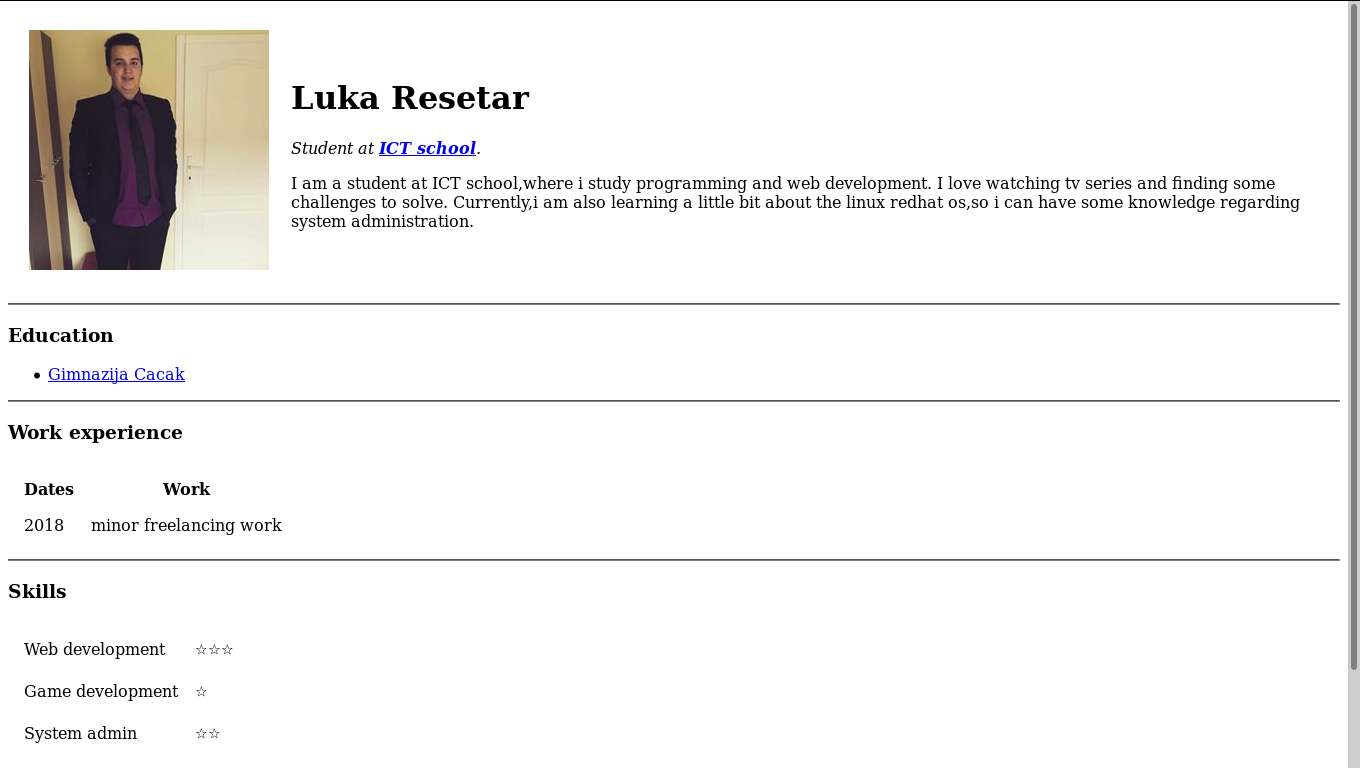 Luka Resetar
Student at ICT school.
I am a student at ICT school,where i study programming and web development. I love watching tv series and finding some
challenges to solve. Currently,i am also learning a little bit about the linux redhat os,so i can have some knowledge regarding
system administration.
Education
• Gimnazija Cacak
Work experience
Dates Work
2018 minor freelancing work
Skills
Web development ☆☆☆
Game development ☆
System admin ☆☆